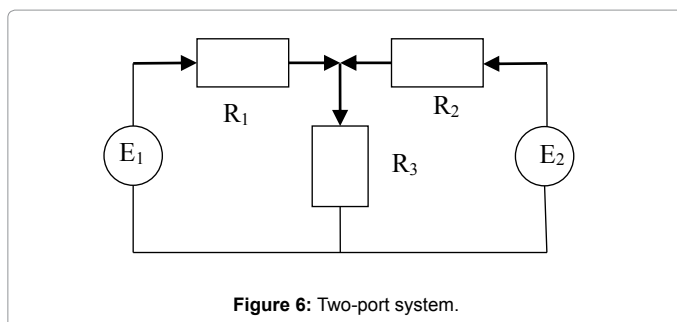 R₁
R₂
E₁
R₃
E₂
Figure 6: Two-port system.